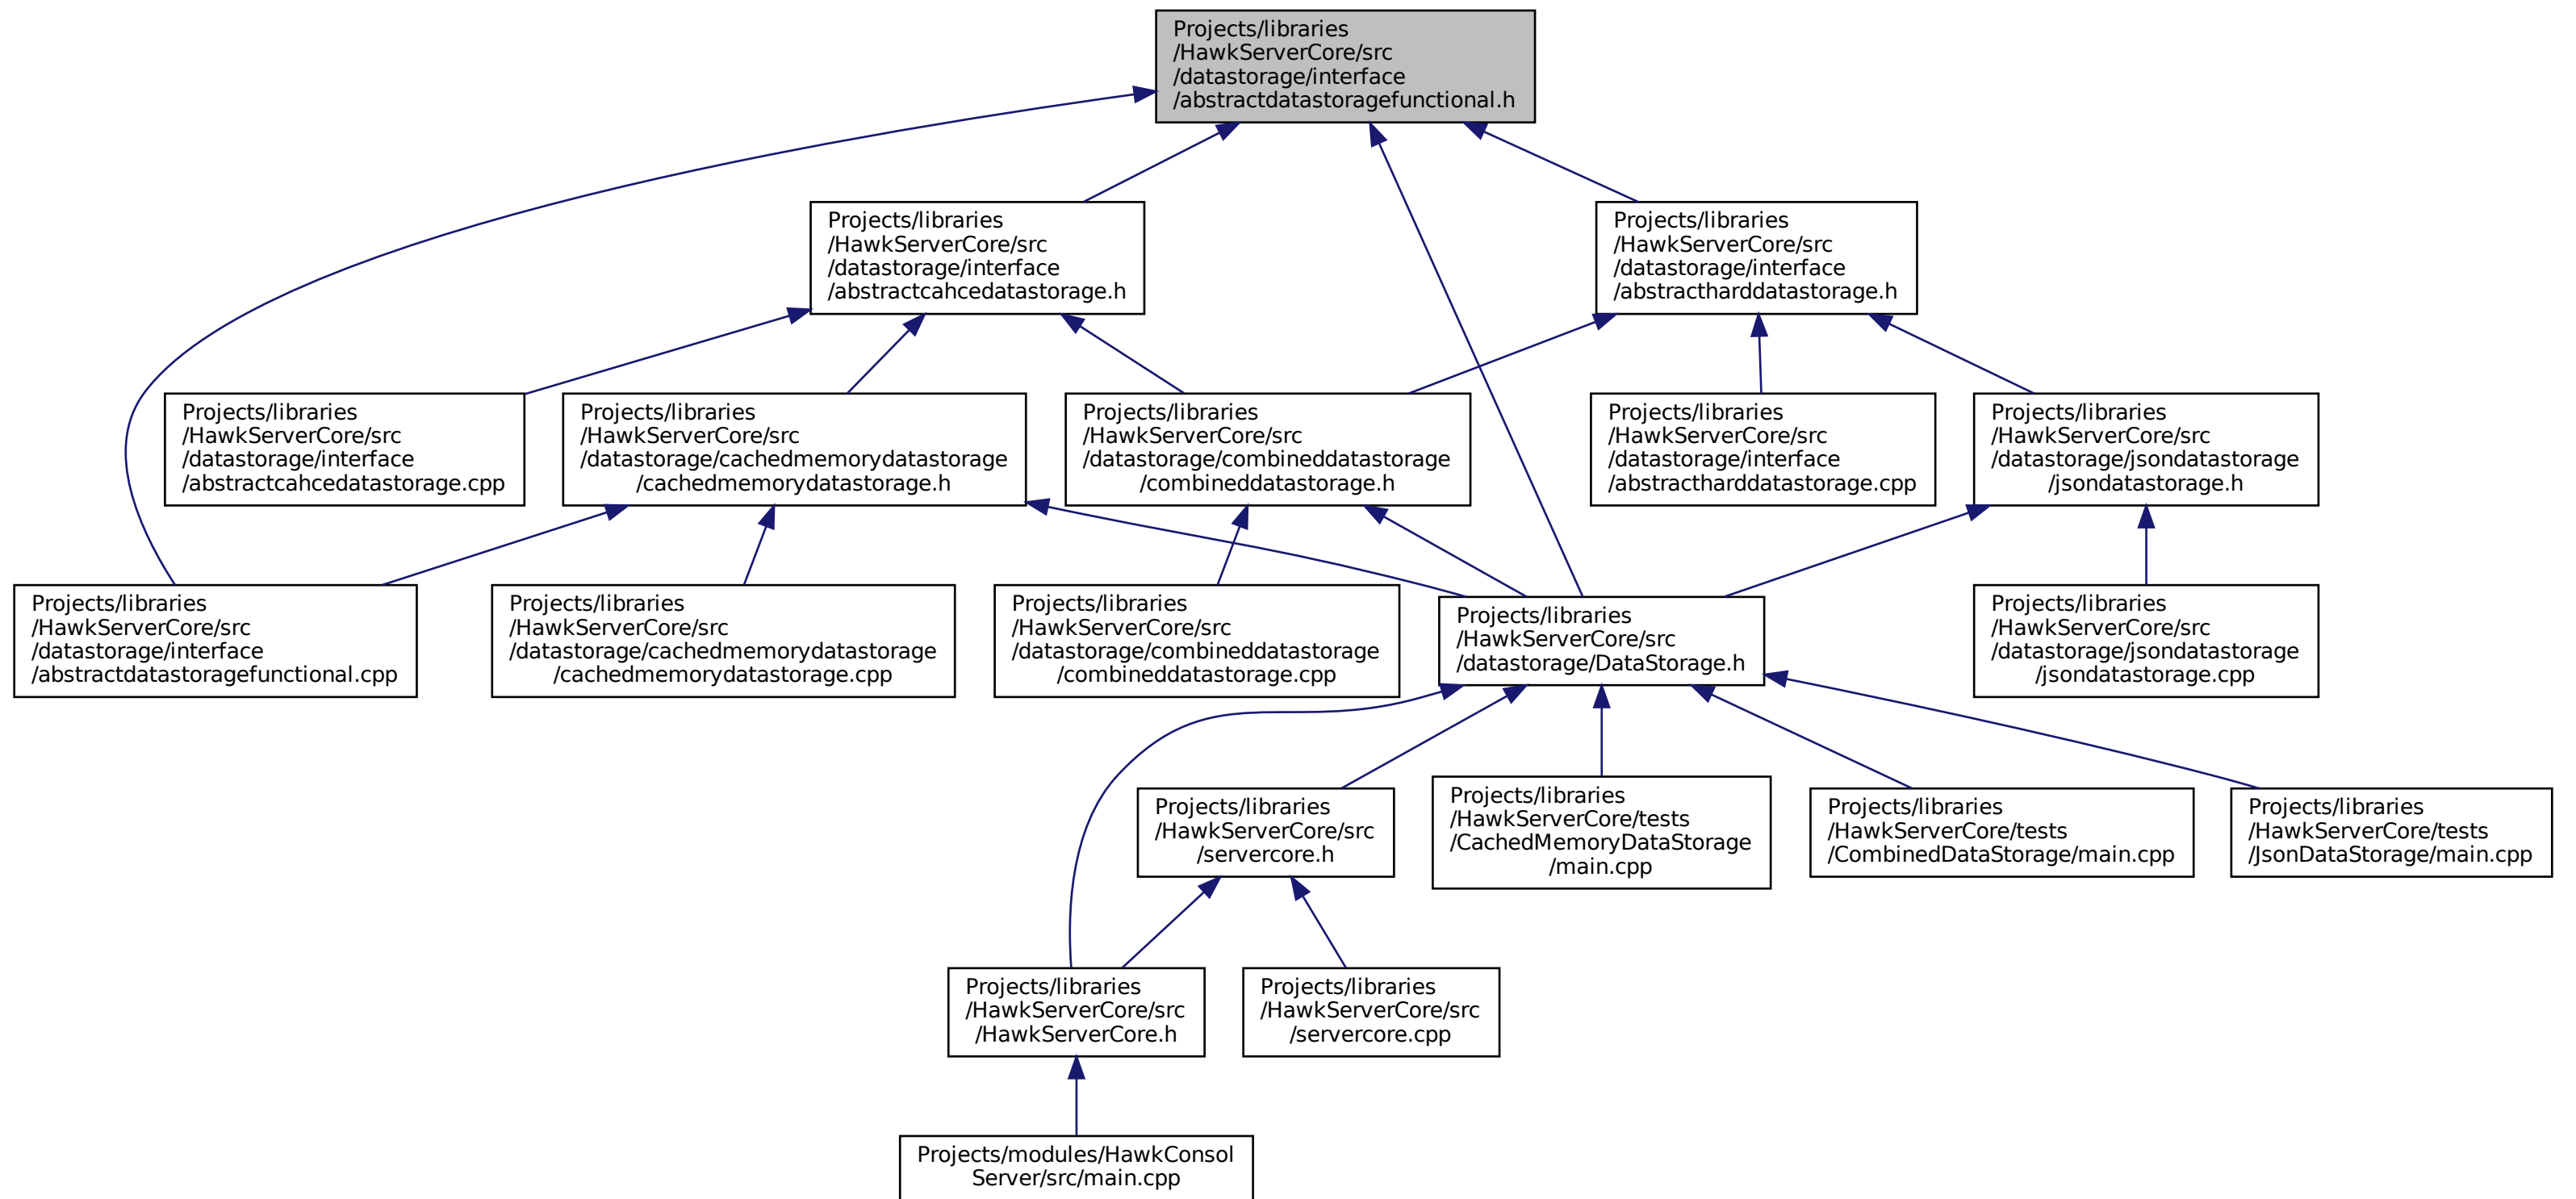 Projects/libraries
/HawkServerCore/src
/datastorage/interface
/abstractdatastoragefunctional.h
Projects/libraries
/HawkServerCore/src
/datastorage/interface
/abstractcahcedatastorage.h
Projects/libraries
/HawkServerCore/src
/datastorage/interface
/abstractharddatastorage.h
Projects/libraries
/HawkServerCore/src
/datastorage/interface
/abstractcahcedatastorage.cpp
Projects/libraries
/HawkServerCore/src
/datastorage/cachedmemorydatastorage
/cachedmemorydatastorage.h
Projects/libraries
/HawkServerCore/src
/datastorage/combineddatastorage
/combineddatastorage.h
Projects/libraries
/HawkServerCore/src
/datastorage/interface
/abstractharddatastorage.cpp
Projects/libraries
/HawkServerCore/src
/datastorage/jsondatastorage
/jsondatastorage.h
Projects/libraries
/HawkServerCore/src
/datastorage/interface
/abstractdatastoragefunctional.cpp
Projects/libraries
/HawkServerCore/src
/datastorage/cachedmemorydatastorage
/cachedmemorydatastorage.cpp
Projects/libraries
/HawkServerCore/src
/datastorage/combineddatastorage
/combineddatastorage.cpp
Projects/libraries
/HawkServerCore/src
/datastorage/DataStorage.h
Projects/libraries
/HawkServerCore/src
/datastorage/jsondatastorage
/jsondatastorage.cpp
Projects/libraries
/HawkServerCore/src
/servercore.h
Projects/libraries
/HawkServerCore/tests
/CachedMemoryDataStorage
/main.cpp
Projects/libraries
/HawkServerCore/tests
/CombinedDataStorage/main.cpp
Projects/libraries
/HawkServerCore/tests
/JsonDataStorage/main.cpp
Projects/libraries
/HawkServerCore/src
/HawkServerCore.h
Projects/libraries
/HawkServerCore/src
/servercore.cpp
Projects/modules/HawkConsol
Server/src/main.cpp